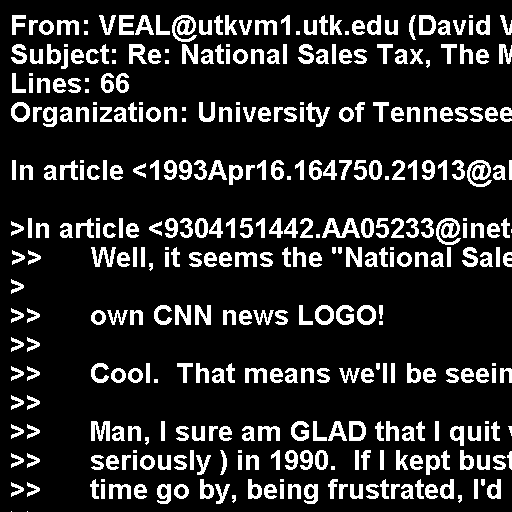 From: VEAL@utkvm1.utk.edu (David V
Subject: Re: National Sales Tax, The M
Lines: 66
Organization: University of Tennessee
In article <1993Apr16.164750.21913@al
>In article <9304151442.AA05233@inet
>> Well, it seems the "National Sale
>
>> own CNN news LOGO!
>>
>> Cool. That means we'll be seein
>>
>> Man, I sure am GLAD that I quit
>> seriously ) in 1990. If I kept bust
>> time go by, being frustrated, I'd